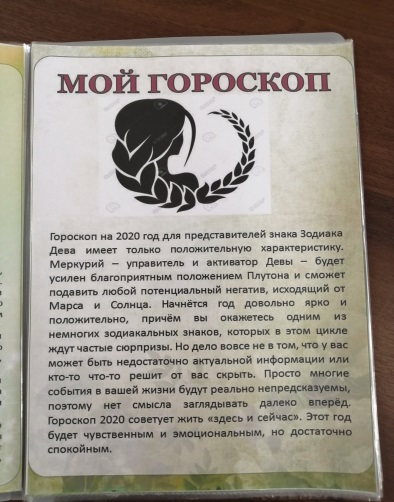 МОЙ ГОРОСКОП
Гороскоп на 2020 год для представителей знака Зодиака
Дева имеет только положительную характеристику.
Меркурий – управитель и активатор Девы – будет
усилен благоприятным положением Плутона и сможет
подавить любой потенциальный негатив, исходящий от
Марса и Солнца. Начнётся год довольно ярко и
положительно, причём вы окажетесь одним из
немногих зодиакальных знаков, которых в этом цикле
ждут частые сюрпризы. Но дело вовсе не в том, что у вас
может быть недостаточно актуальной информации или
кто-то что-то решит от вас скрыть. Просто многие
события в вашей жизни будут реально непредсказуемы,
поэтому нет смысла заглядывать далеко вперёд.
Гороскоп 2020 советует жить «здесь и сейчас». Этот год
будет чувственным и эмоциональным, но достаточно
спокойным.